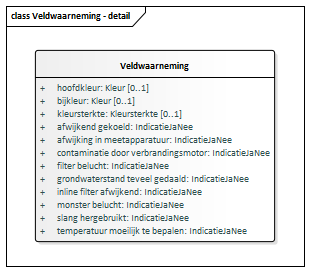 class Veldwaarneming - detail
Veldwaarneming
+ hoofdkleur: Kleur [0..1]
+ bijkleur: Kleur [0..1]
+ kleursterkte: Kleursterkte [0..1]
+ afwijkend gekoeld: IndicatieJaNee
+ afwijking in meetapparatuur: IndicatieJaNee
+ contaminatie door verbrandingsmotor: IndicatieJaNee
+ filter belucht: IndicatieJaNee
+ grondwaterstand teveel gedaald: IndicatieJaNee
+ inline filter afwijkend: IndicatieJaNee
+ monster belucht: IndicatieJaNee
+ slang hergebruikt: IndicatieJaNee
+ temperatuur moeilijk te bepalen: IndicatieJaNee